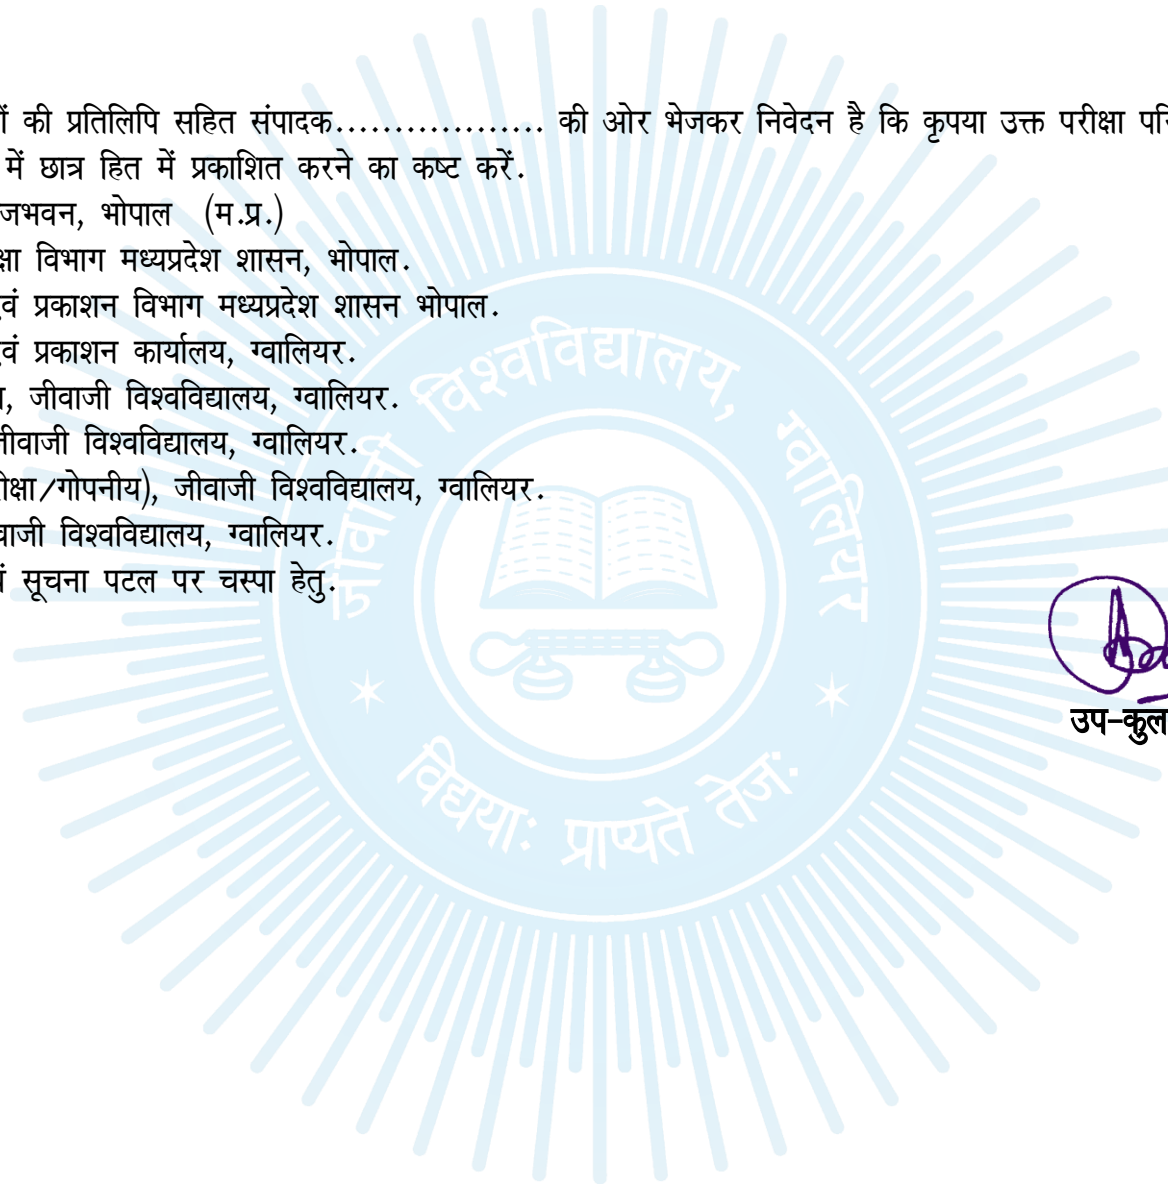 की प्रतिलिपि सहित संपादक.................. की ओर भेजकर निवेदन है कि कृपया उक्त परीक्षा
में छात्र हित में प्रकाशित करने का कष्ट करें.
जभवन, भोपाल (म.प्र.)
क्षा विभाग मध्यप्रदेश शासन, भोपाल.
वं प्रकाशन विभाग मध्यप्रदेश शासन भोपाल.
वं प्रकाशन कार्यालय, ग्वालियर.
जीवाजी विश्वविद्यालय, ग्वालियर.
जीवाजी विश्वविद्यालय, ग्वालियर.
क्षा/गोपनीय), जीवाजी विश्वविद्यालय, ग्वालियर.
वाजी विश्वविद्यालय, ग्वालियर.
सूचना पटल पर चस्पा हेतु.
उप-कुल
जीवाजी विश्वविद्यालय, ग्वालियर
विद्ययाः प्राप्यते तेजः